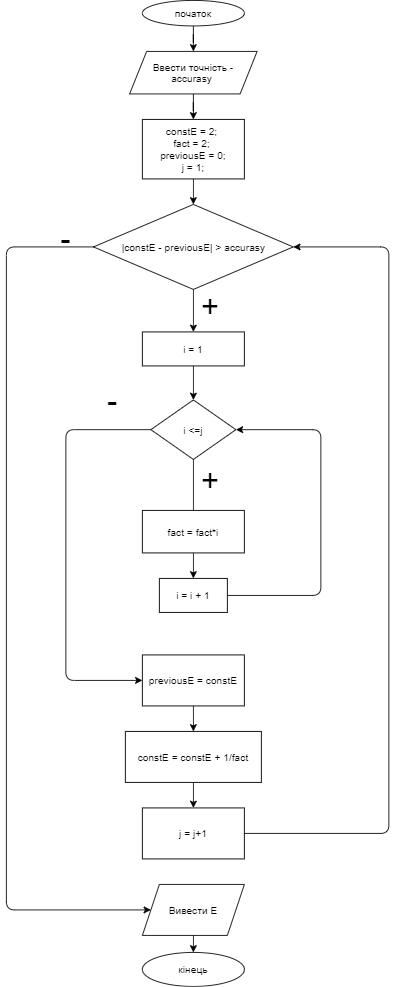 початок
Ввести точність -
accurasy
constE = 2;
fact = 2;
previousE = 0;
j = 1;
|constE - previousE| > accurasy
-
+
i = 1
-
i <=j
+
fact = fact*i
i = i + 1
previousE = constE
constE = constE + 1/fact
j = j+1
Вивести E
кінець